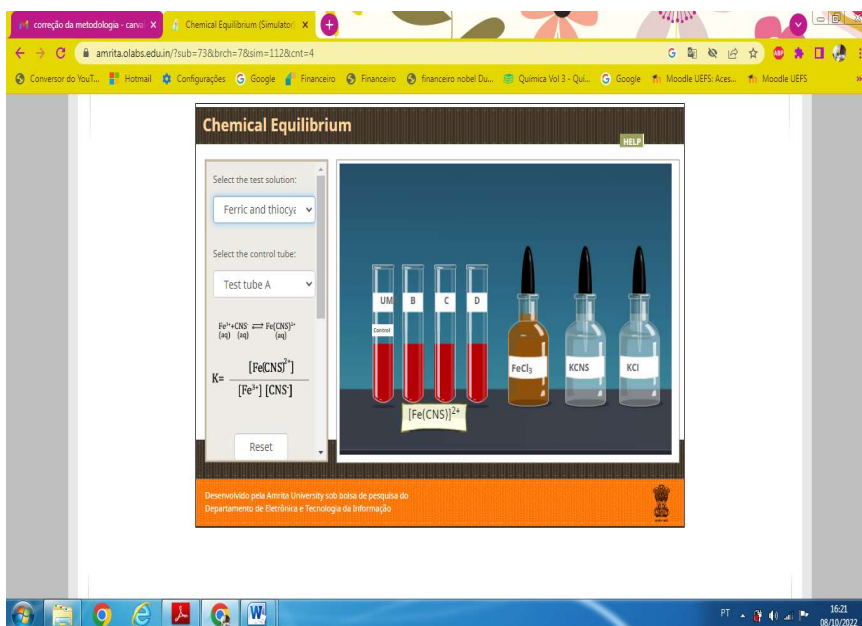 correção da metodologia - carval
Chemical Equilibrium (Simulator)
amrita.olabs.edu.in/?sub=73&brch=7&sim=112&cnt=4
Conversor do YouT...
Hotmail
Configurações
Google
Financeiro
Financeiro
financeiro nobel Du...
Química Vol 3 - Quí...
Google
Moodle UEFS: Aces...
Moodle UEFS
Chemical Equilibrium
HELP
Select the test solution:
Ferric and thiocya
Select the control tube:
Test tube A
Fe³⁺+CNS⁻ ⇌ Fe(CNS)²⁺
(aq) (aq) (aq)
K= [Fe(CNS)²⁺]
[Fe³⁺] [CNS⁻]
Reset
UM
Control
B
C
D
[Fe(CNS)]²⁺
FeCl₃
KCNS
KCl
Desenvolvido pela Amrita University sob bolsa de pesquisa do
Departamento de Eletrônica e Tecnologia da Informação
PT
16:21
08/10/2022